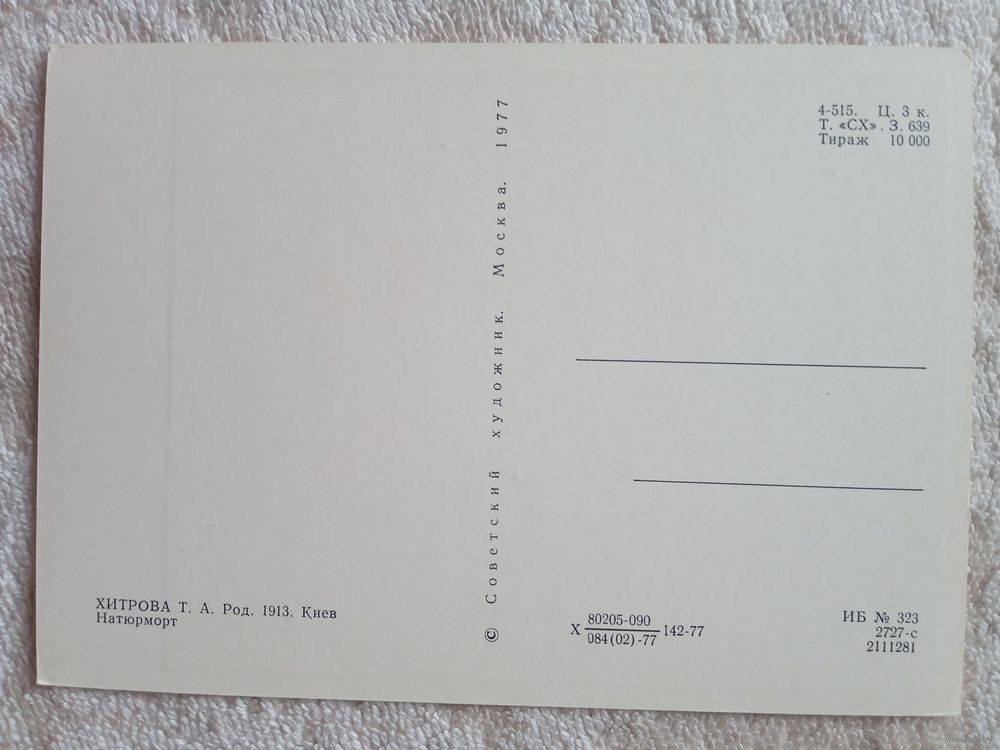 4-515. Ц. 3 к.
Т. «СХ». З. 639
Тираж 10 000
© Советский художник. Москва. 1977
ХИТРОВА Т. А. Род. 1913. Киев
Натюрморт
Х 80205-090
084(02)-77 142-77
ИБ № 323
2727-с
2111281